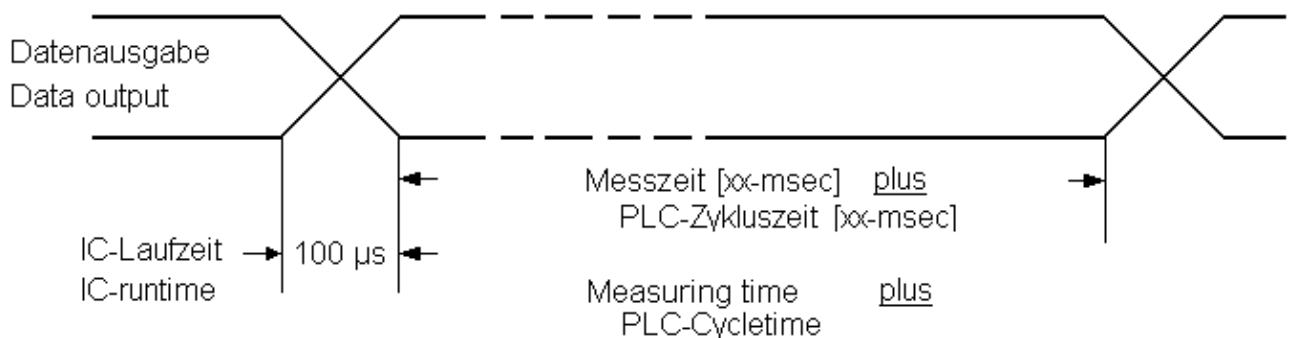 Datenausgabe
Data output
Messzeit [xx-msec] plus
PLC-Zykluszeit [xx-msec]
IC-Laufzeit 100 µs
IC-runtime
Measuring time plus
PLC-Cycletime